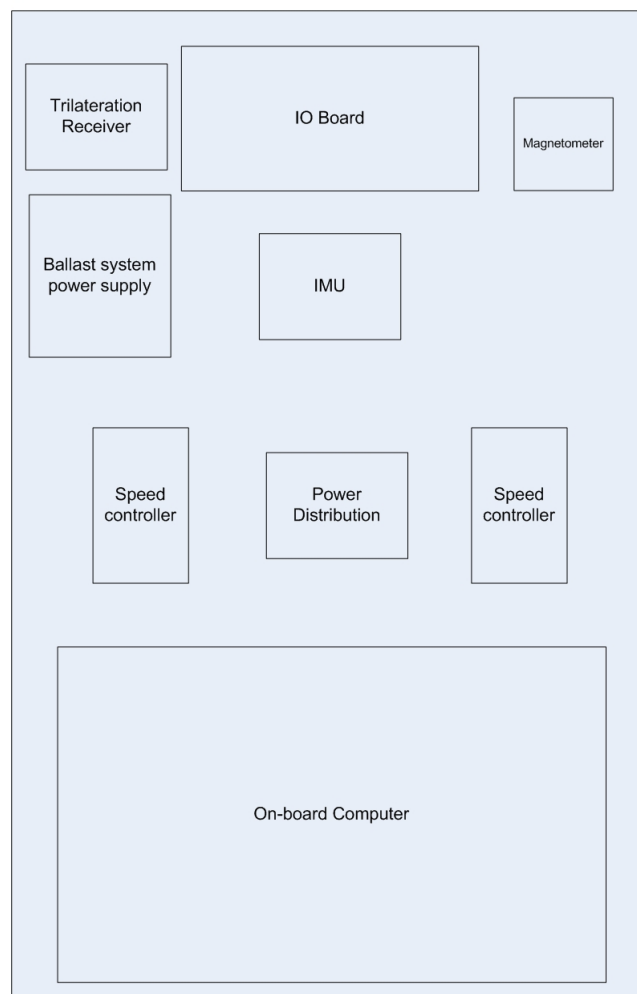 Trilateration
Receiver
IO Board
Magnetometer
Ballast system
power supply
IMU
Speed
controller
Power
Distribution
Speed
controller
On-board Computer